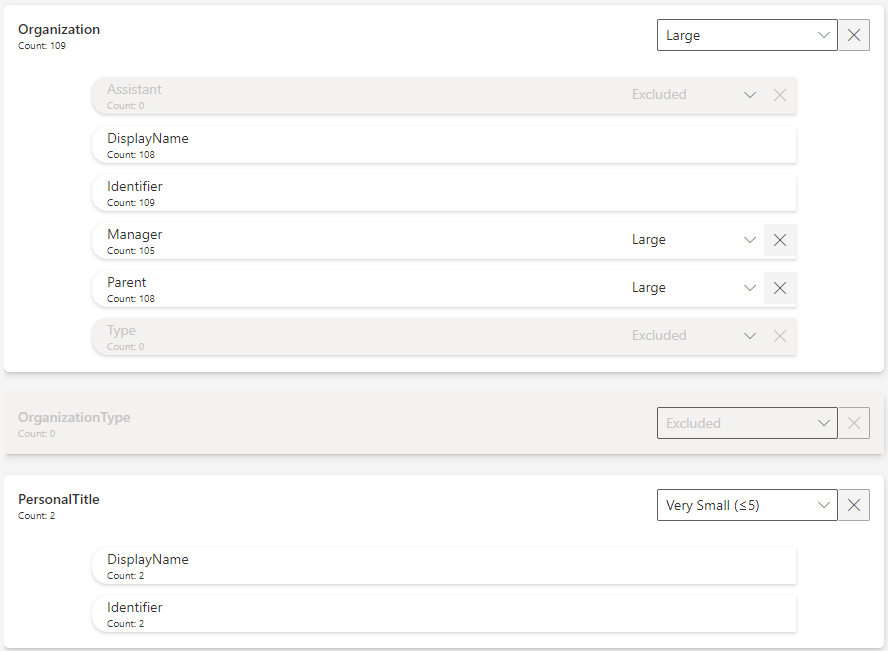 Organization
Count: 109
Large
Assistant
Count: 0
Excluded
DisplayName
Count: 108
Identifier
Count: 109
Manager
Count: 105
Large
Parent
Count: 108
Large
Type
Count: 0
Excluded
OrganizationType
Count: 0
Excluded
PersonalTitle
Count: 2
Very Small (≤5)
DisplayName
Count: 2
Identifier
Count: 2